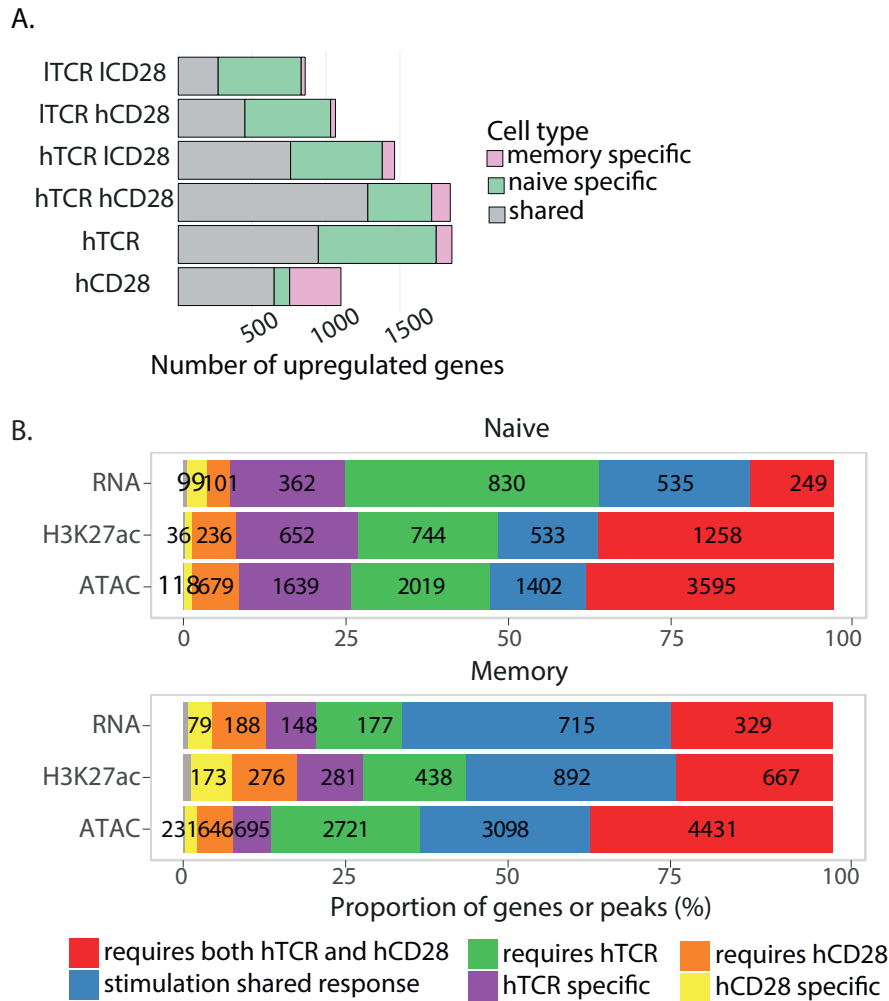 A.
lTCR lCD28
lTCR hCD28
hTCR lCD28
hTCR hCD28
hTCR
hCD28
500 1000 1500
Number of upregulated genes
Cell type
memory specific
naive specific
shared
B.
Naive
RNA 99 101 362 830 535 249
H3K27ac 36 236 652 744 533 1258
ATAC 118 679 1639 2019 1402 3595
0 25 50 75 100
Memory
RNA 79 188 148 177 715 329
H3K27ac 173 276 281 438 892 667
ATAC 231 646 695 2721 3098 4431
0 25 50 75 100
Proportion of genes or peaks (%)
requires both hTCR and hCD28 requires hTCR requires hCD28
stimulation shared response hTCR specific hCD28 specific